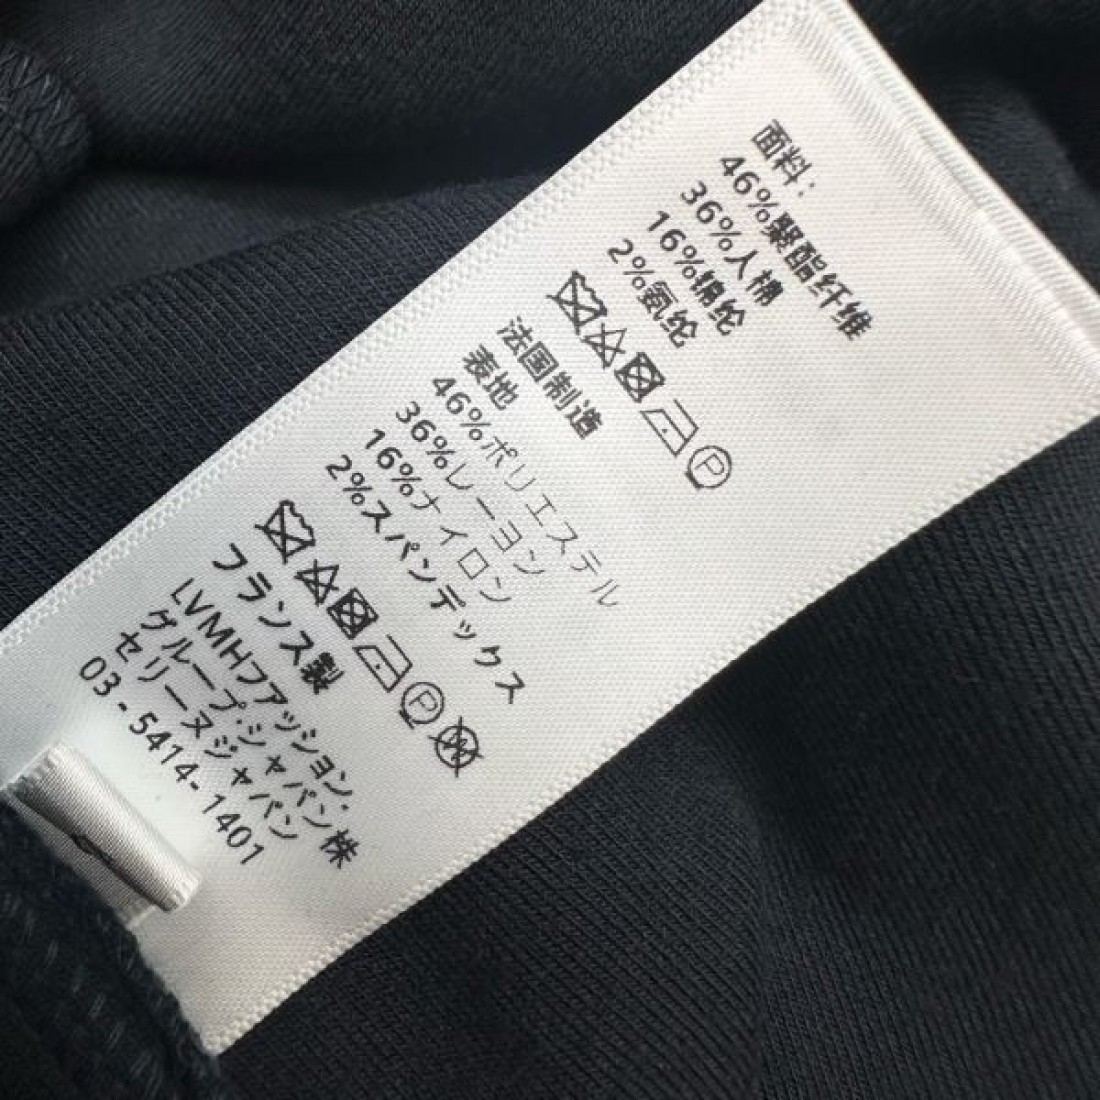 面料:
46%聚酯纤维
36%人桶
16%锦纶
2%氨纶
P
法国制造
表地
46%ポリエステル
36%レーヨン
16%ナイロン
2%スパンデックス
P W
フランス製
LVMHファッション.
グループ·ジャパン株
セリーヌジャパン
03-5414-1401